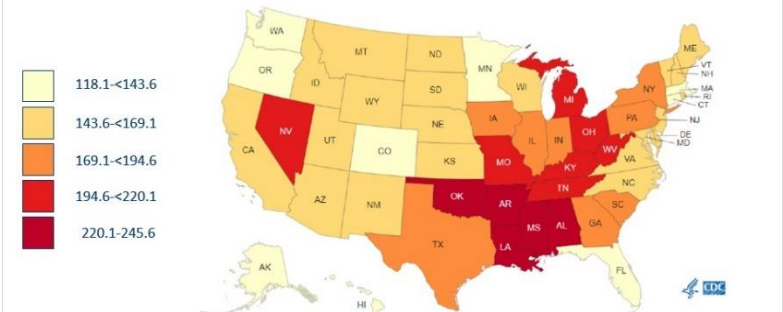 118.1-<143.6
143.6-<169.1
169.1-<194.6
194.6-<220.1
220.1-245.6
WA
OR
CA
NV
ID
MT
WY
UT
AZ
CO
NM
ND
SD
NE
KS
OK
TX
MN
IA
MO
AR
LA
WI
IL
MI
IN
OH
KY
TN
MS
AL
GA
FL
SC
NC
VA
WV
PA
NY
ME
VT
NH
MA
RI
CT
NJ
DE
MD
AK
HI
CDC